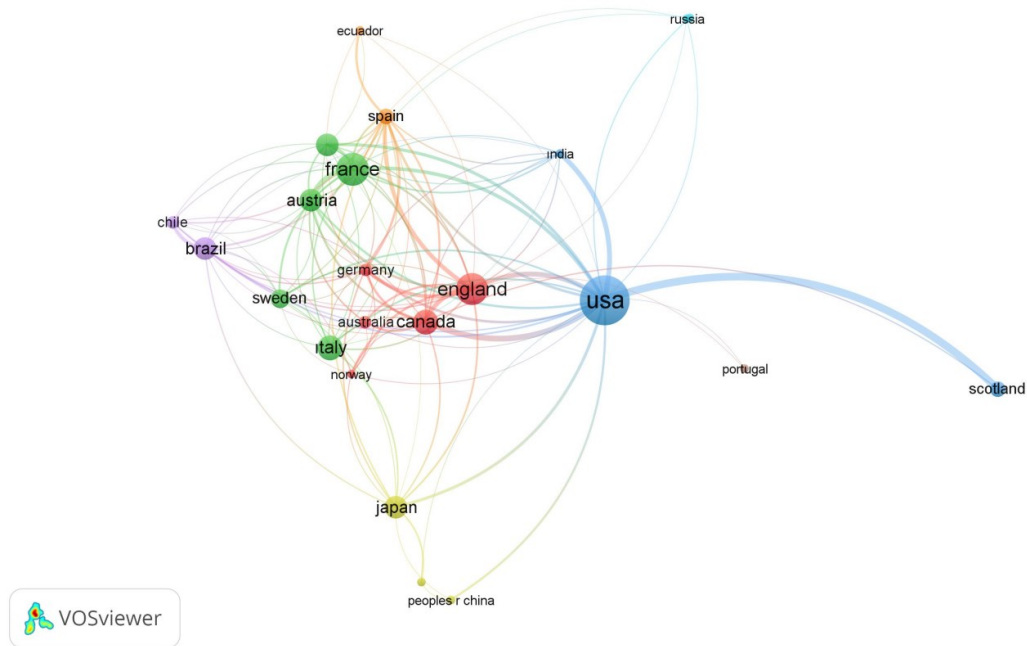 russia
ecuador
spain
india
france
austria
chile
brazil
germany
england
sweden
usa
australia
canada
italy
norway
portugal
scotland
japan
peoples r china
VOSviewer